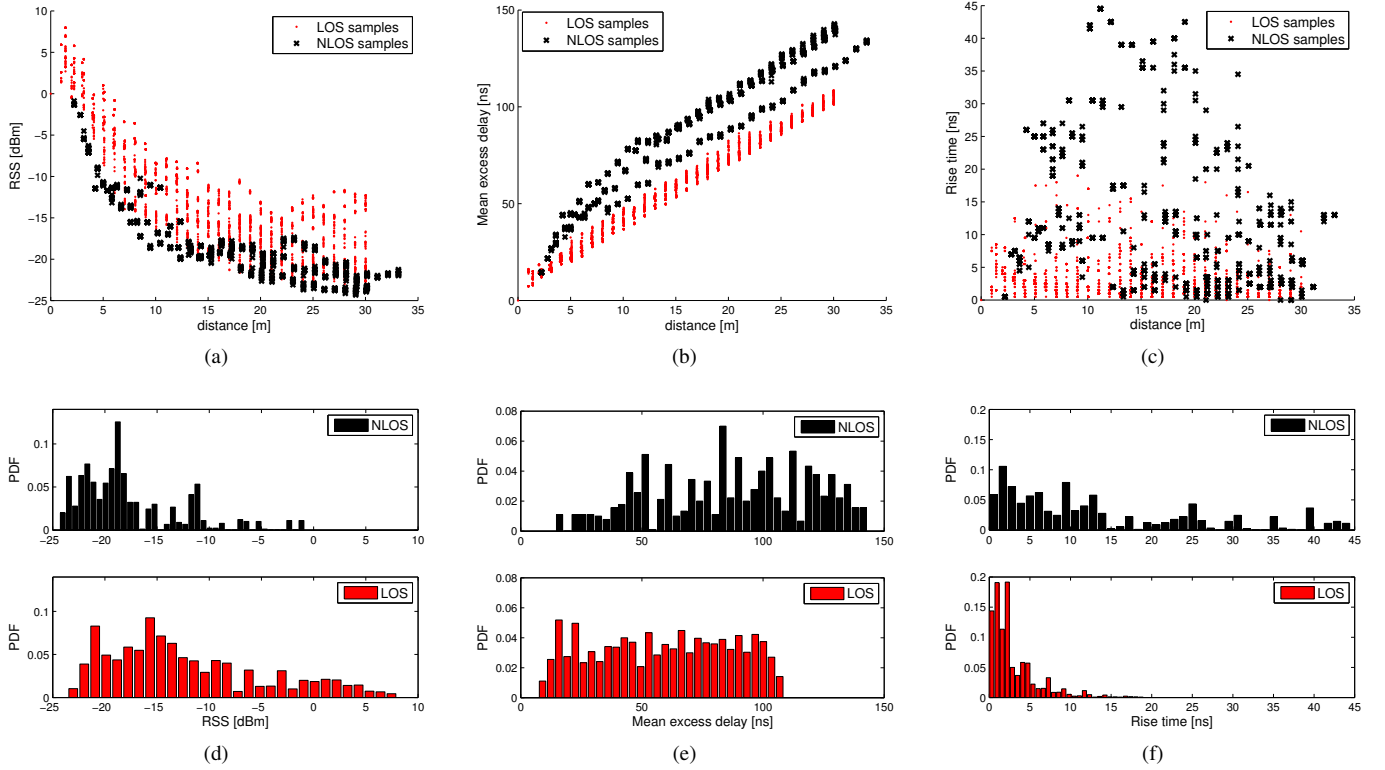 10
5
0
−5
−10
−15
−20
−25
RSS [dBm]
0 5 10 15 20 25 30 35
distance [m]
LOS samples
NLOS samples
(a)
150
100
50
0
Mean excess delay [ns]
0 5 10 15 20 25 30 35
distance [m]
LOS samples
NLOS samples
(b)
45
40
35
30
25
20
15
10
5
0
Rise time [ns]
0 5 10 15 20 25 30 35
distance [m]
LOS samples
NLOS samples
(c)
0.1
0.05
0
PDF
−25 −20 −15 −10 −5 0 5 10
NLOS
0.1
0.05
0
PDF
−25 −20 −15 −10 −5 0 5 10
RSS [dBm]
LOS
(d)
0.08
0.06
0.04
0.02
0
PDF
0 50 100 150
NLOS
0.08
0.06
0.04
0.02
0
PDF
0 50 100 150
Mean excess delay [ns]
LOS
(e)
0.2
0.15
0.1
0.05
0
PDF
0 5 10 15 20 25 30 35 40 45
NLOS
0.2
0.15
0.1
0.05
0
PDF
0 5 10 15 20 25 30 35 40 45
Rise time [ns]
LOS
(f)